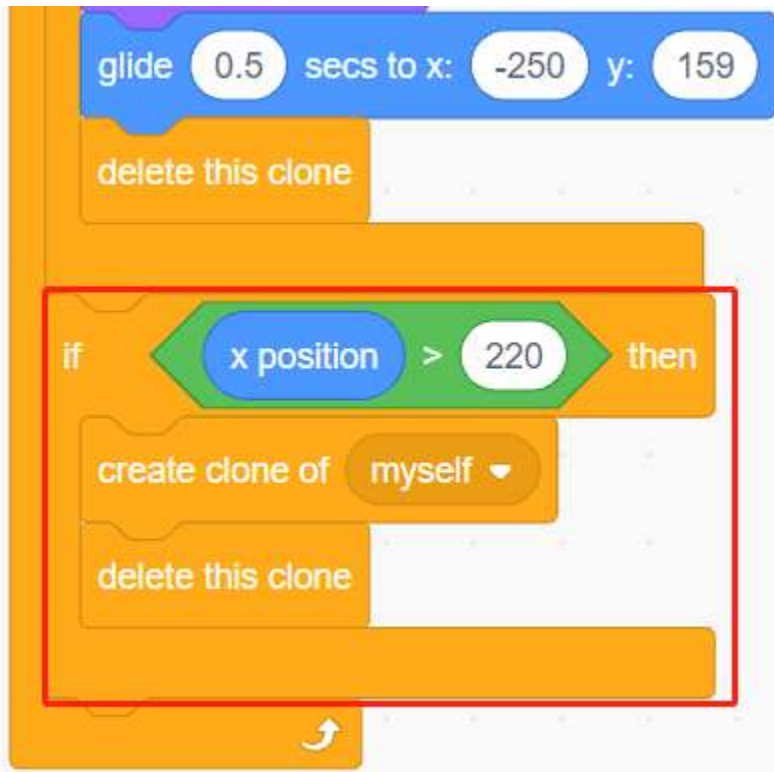 glide 0.5 secs to x: -250 y: 159
delete this clone
if x position > 220 then
create clone of myself
delete this clone